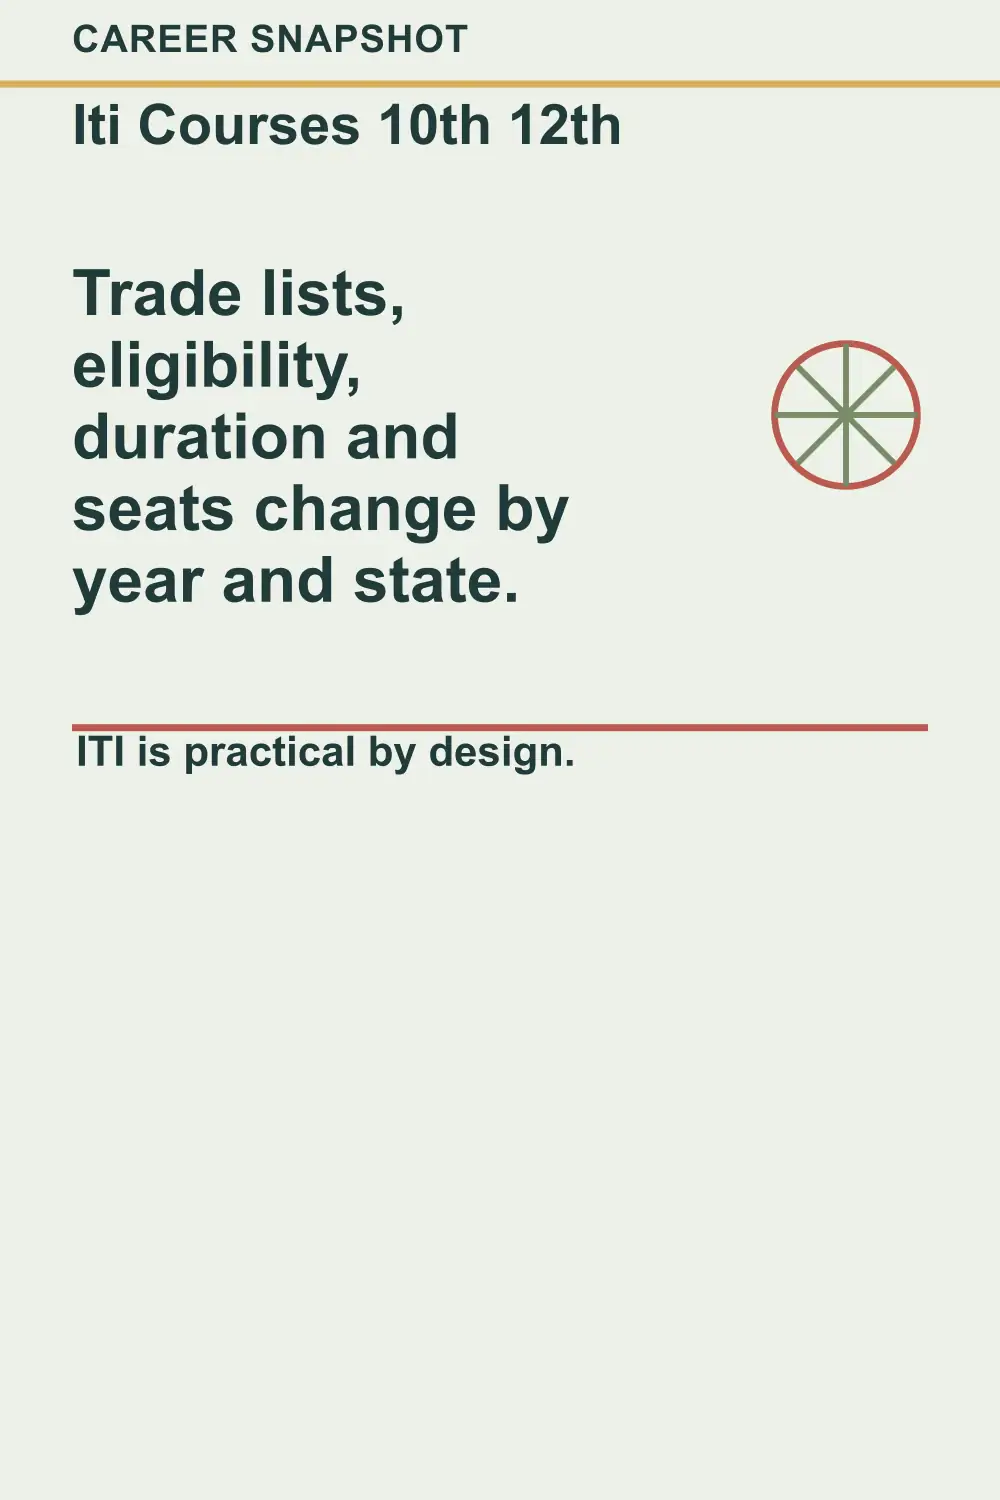 CAREER SNAPSHOT
Iti Courses 10th 12th
Trade lists,
eligibility,
duration and
seats change by
year and state.
ITI is practical by design.